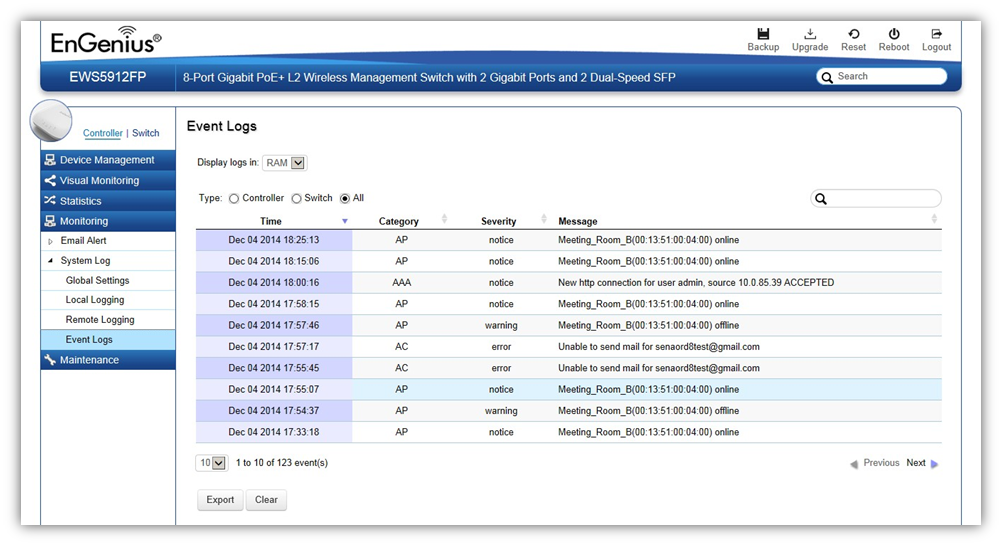 EnGenius®
Backup Upgrade Reset Reboot Logout
EWS5912FP 8-Port Gigabit PoE+ L2 Wireless Management Switch with 2 Gigabit Ports and 2 Dual-Speed SFP Search
Controller | Switch
Device Management
Visual Monitoring
Statistics
Monitoring
Email Alert
System Log
Global Settings
Local Logging
Remote Logging
Event Logs
Maintenance
Event Logs
Display logs in: RAM
Type: Controller Switch All
Time Category Severity Message
Dec 04 2014 18:25:13 AP notice Meeting_Room_B(00:13:51:00:04:00) online
Dec 04 2014 18:15:06 AP notice Meeting_Room_B(00:13:51:00:04:00) online
Dec 04 2014 18:00:16 AAA notice New http connection for user admin, source 10.0.85.39 ACCEPTED
Dec 04 2014 17:58:15 AP notice Meeting_Room_B(00:13:51:00:04:00) online
Dec 04 2014 17:57:46 AP warning Meeting_Room_B(00:13:51:00:04:00) offline
Dec 04 2014 17:57:17 AC error Unable to send mail for senaord8test@gmail.com
Dec 04 2014 17:55:45 AC error Unable to send mail for senaord8test@gmail.com
Dec 04 2014 17:55:07 AP notice Meeting_Room_B(00:13:51:00:04:00) online
Dec 04 2014 17:54:37 AP warning Meeting_Room_B(00:13:51:00:04:00) offline
Dec 04 2014 17:33:18 AP notice Meeting_Room_B(00:13:51:00:04:00) online
10 1 to 10 of 123 event(s) Previous Next
Export Clear